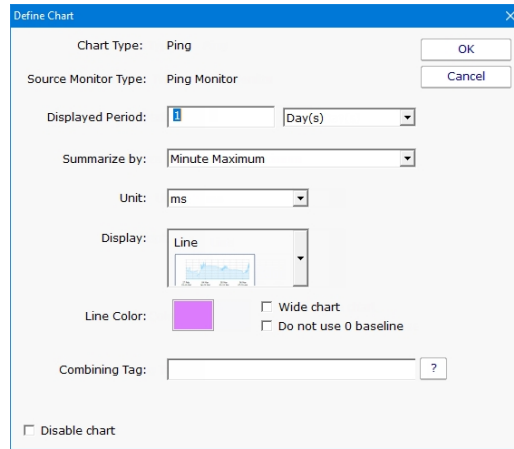 Define Chart
Chart Type: Ping
OK
Source Monitor Type: Ping Monitor
Cancel
Displayed Period: 1 Day(s)
Summarize by: Minute Maximum
Unit: ms
Display: Line
Line Color:
Wide chart
Do not use 0 baseline
Combining Tag: ?
Disable chart